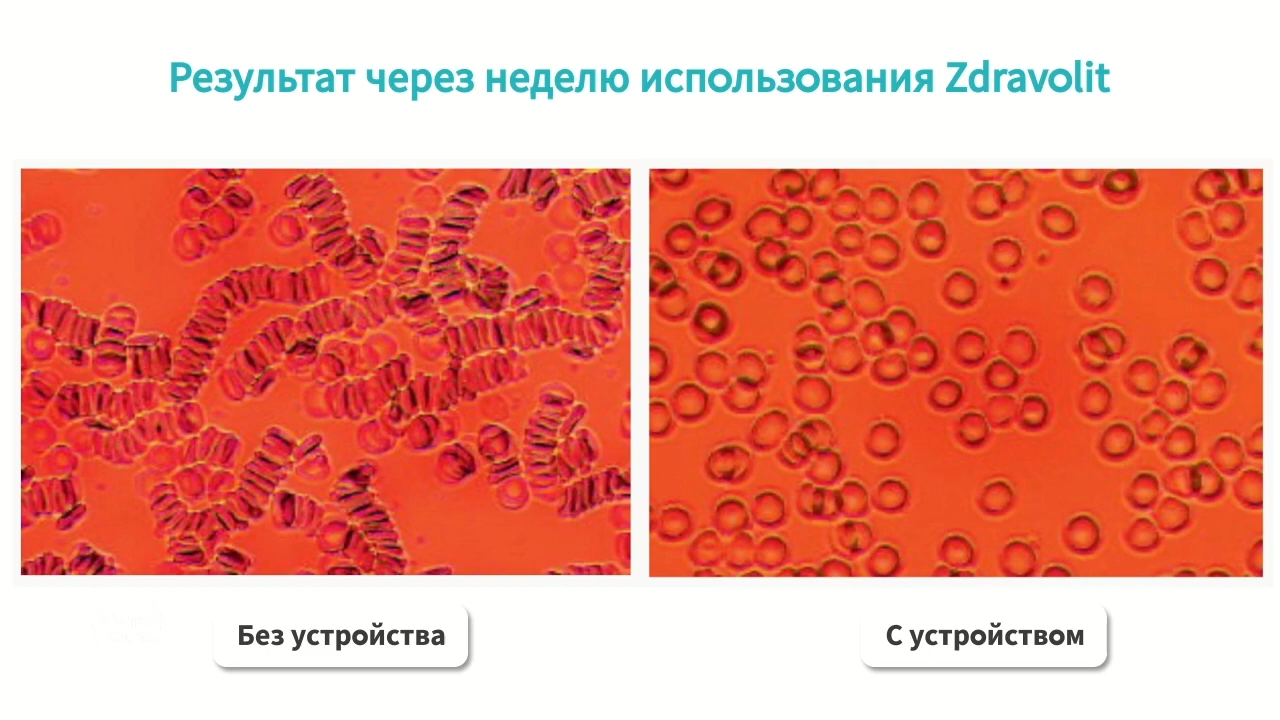 Результат через неделю использования Zdravolit
Без устройства
С устройством